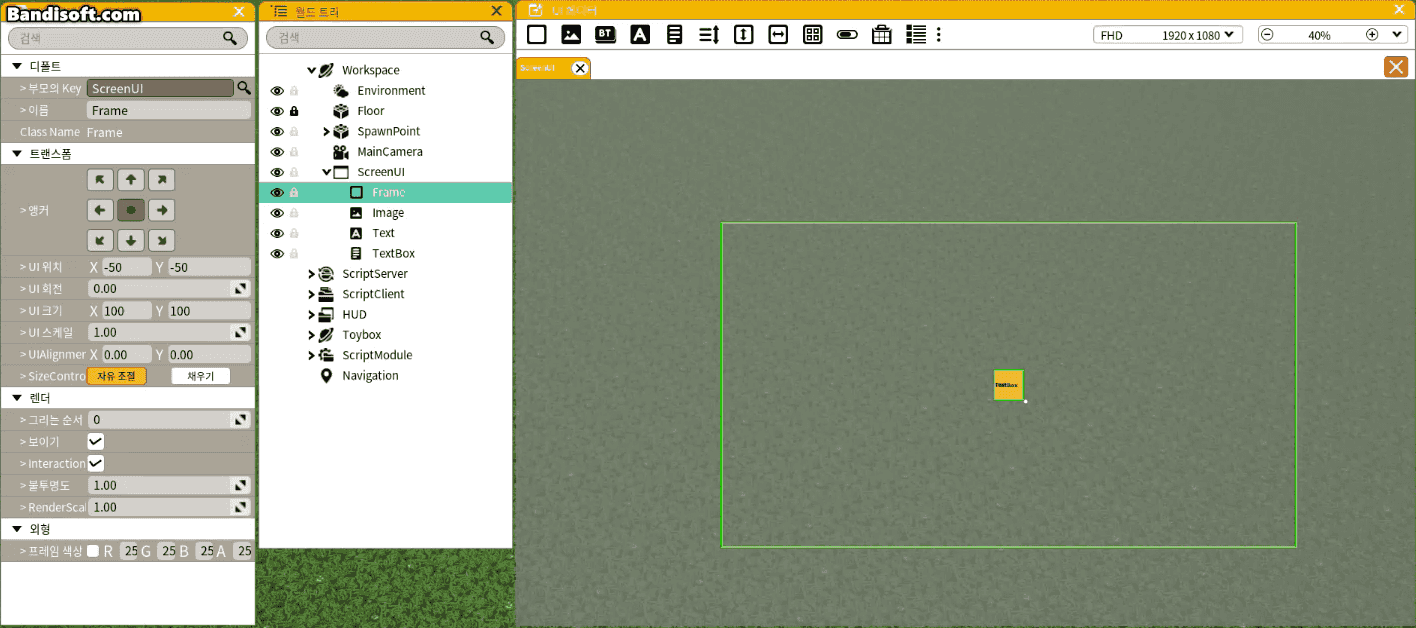 Bandisoft.com
검색
디폴트
> 부모의 Key ScreenUI
> 이름 Frame
Class Name Frame
트랜스폼
> 앵커
> UI 위치 X -50 Y -50
> UI 회전 0.00
> UI 크기 X 100 Y 100
> UI 스케일 1.00
> UIAlignmer X 0.00 Y 0.00
> SizeContro 자유 조절 채우기
렌더
> 그리는 순서 0
> 보이기
> Interaction
> 불투명도 1.00
> RenderScal 1.00
외형
> 프레임 색상 R 25 G 25 B 25 A 25
월드 트리
검색
Workspace
Environment
Floor
SpawnPoint
MainCamera
ScreenUI
Frame
Image
Text
TextBox
ScriptServer
ScriptClient
HUD
Toybox
ScriptModule
Navigation
BT A
FHD 1920 x 1080 40%
ScreenUI